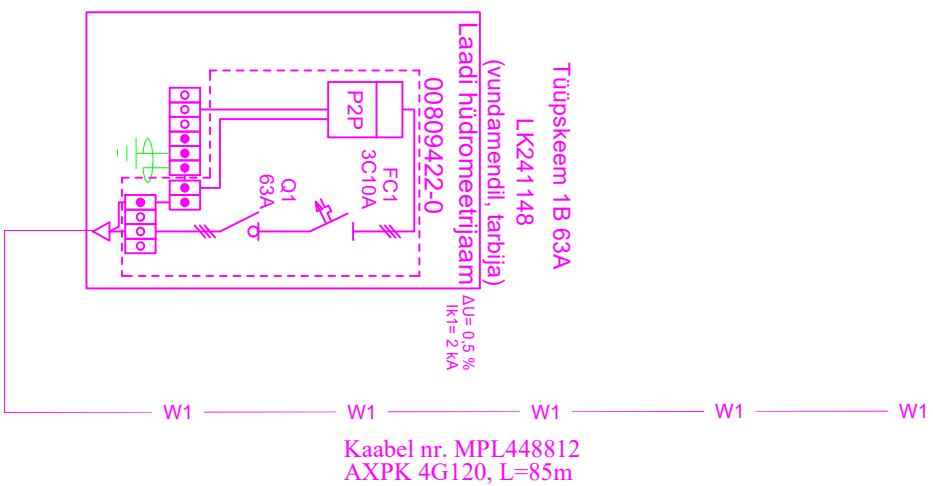 Tüüpskeem 1B 63A
LK241148
(vundamendil, tarbija)
Laadi hüdromeetrijaam
00809422-0
P2P
FC1
3C10A
Q1
63A
ΔU= 0,5 %
Ik1= 2 kA
W1 W1 W1 W1 W1
Kaabel nr. MPL448812
AXPK 4G120, L=85m